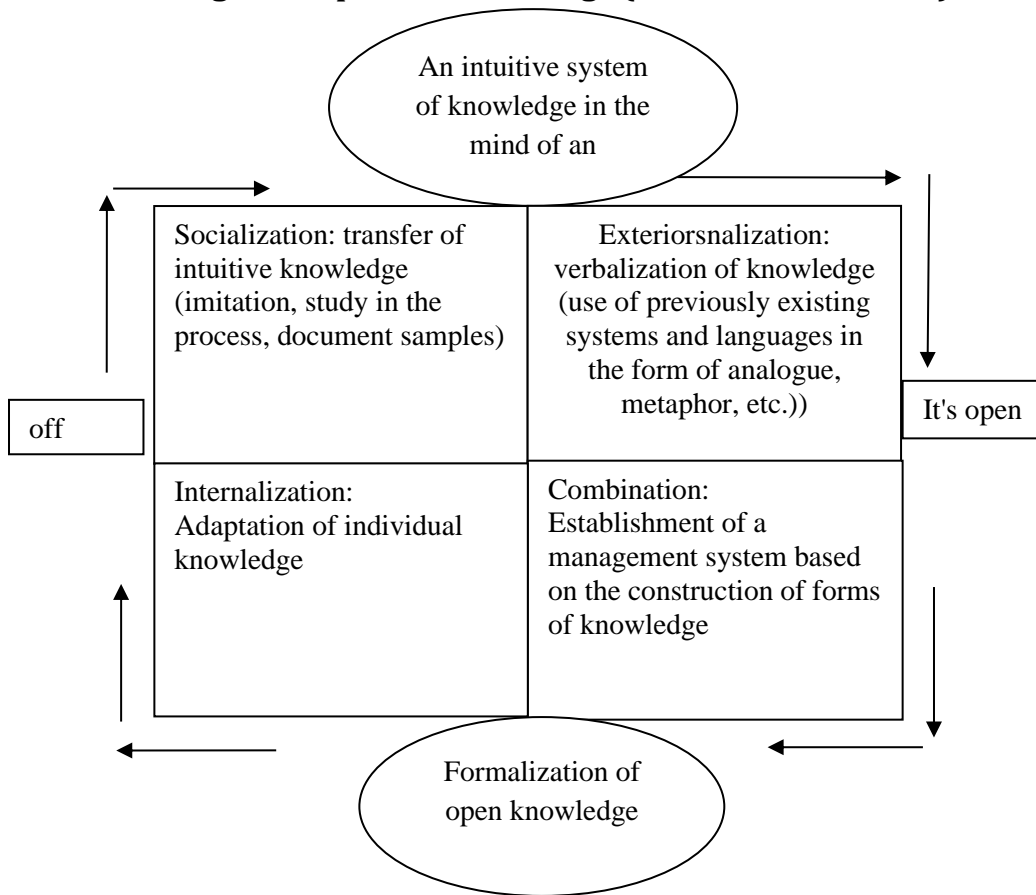 An intuitive system
of knowledge in the
mind of an
Socialization: transfer of
intuitive knowledge
(imitation, study in the
process, document samples)
Exteriorsnalization:
verbalization of knowledge
(use of previously existing
systems and languages in
the form of analogue,
metaphor, etc.))
off
It's open
Internalization:
Adaptation of individual
knowledge
Combination:
Establishment of a
management system based
on the construction of forms
of knowledge
Formalization of
open knowledge